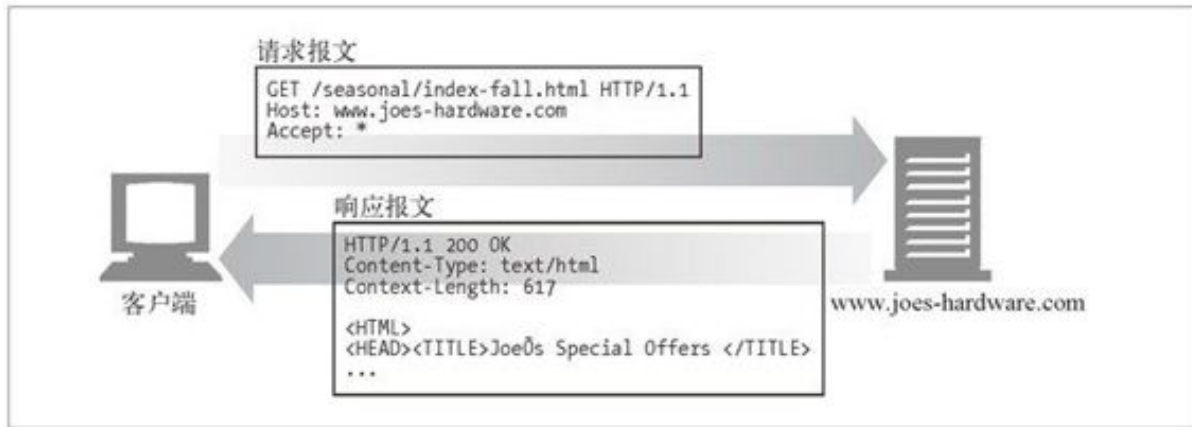 请求报文
GET /seasonal/index-fall.html HTTP/1.1
Host: www.joes-hardware.com
Accept: *
响应报文
HTTP/1.1 200 OK
Content-Type: text/html
Context-Length: 617
<HTML>
<HEAD><TITLE>JoeÕs Special Offers </TITLE>
...
客户端
www.joes-hardware.com